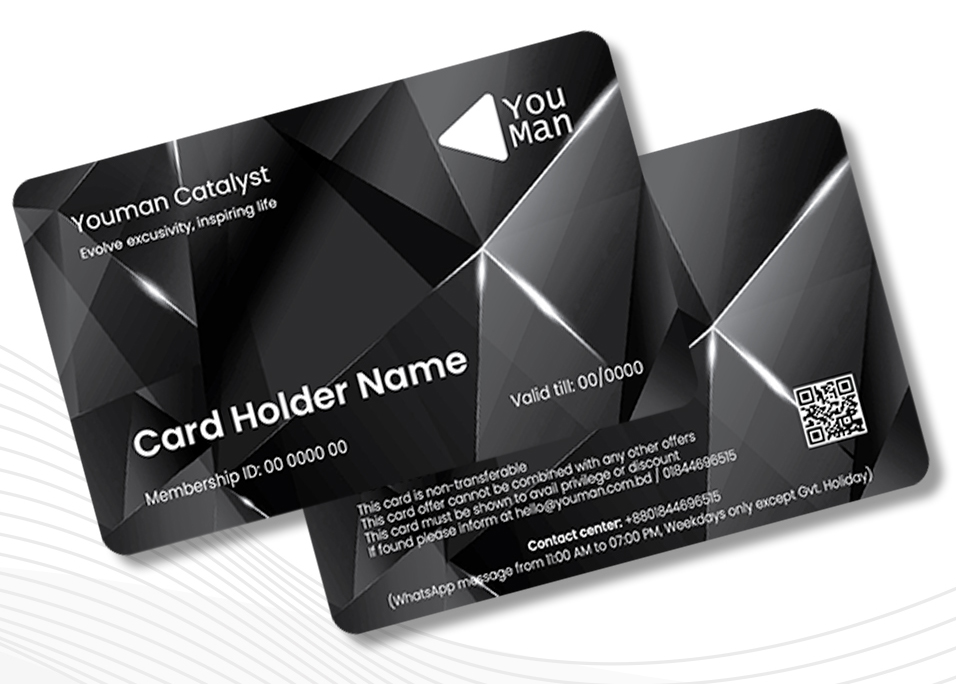 You
Man
Youman Catalyst
Evolve excusivity, inspiring life
Card Holder Name
Valid till: 00/0000
Membership ID: 00 0000 00
This card is non-transferable
This card offer cannot be combined with any other offers
This card must be shown to avail privilege or discount
If found please inform at hello@youman.com.bd / 01844696515
Contact center: +8801844696515
(WhatsApp message from 11:00 AM to 07:00 PM, Weekdays only except Gvt. Holiday)